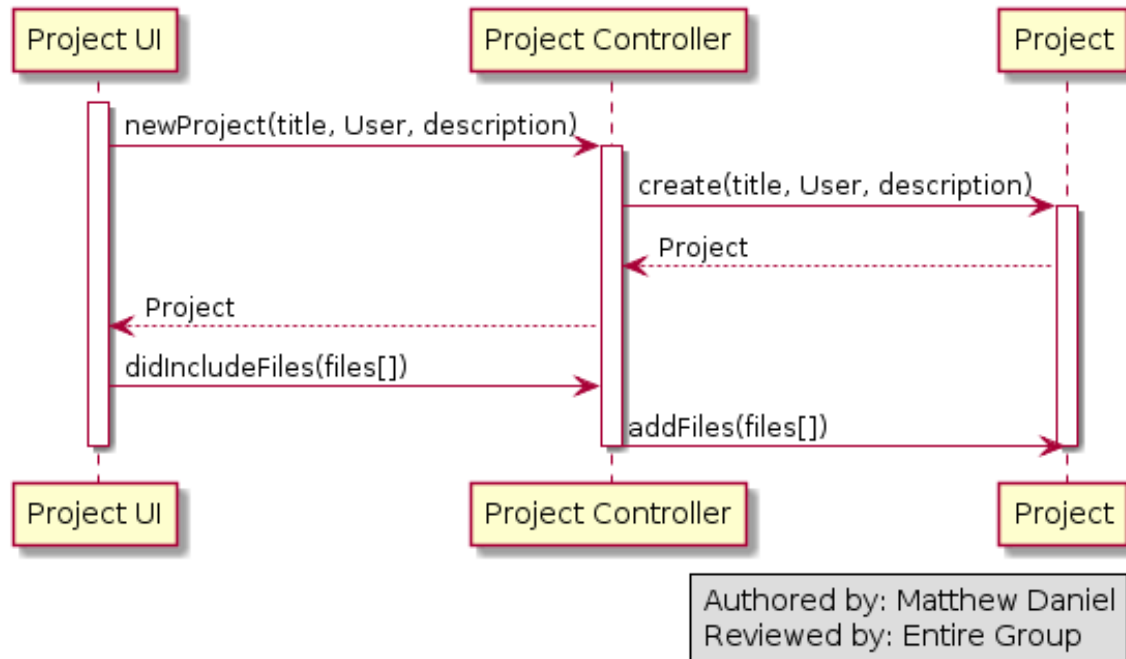 Project UI
Project Controller
Project
newProject(title, User, description)
create(title, User, description)
Project
Project
didIncludeFiles(files[])
addFiles(files[])
Project UI
Project Controller
Project
Authored by: Matthew Daniel
Reviewed by: Entire Group